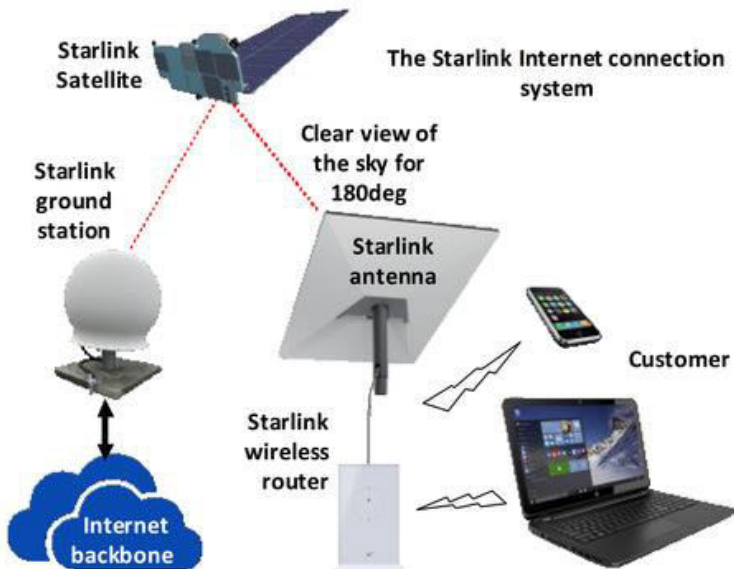 Starlink
Satellite
The Starlink Internet connection
system
Clear view of
the sky for
180deg
Starlink
ground
station
Starlink
antenna
Customer
Starlink
wireless
router
Internet
backbone